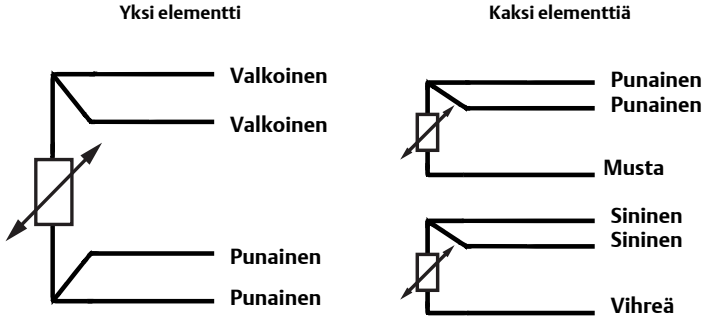 Yksi elementti
Valkoinen
Valkoinen
Punainen
Punainen
Kaksi elementtiä
Punainen
Punainen
Musta
Sininen
Sininen
Vihreä